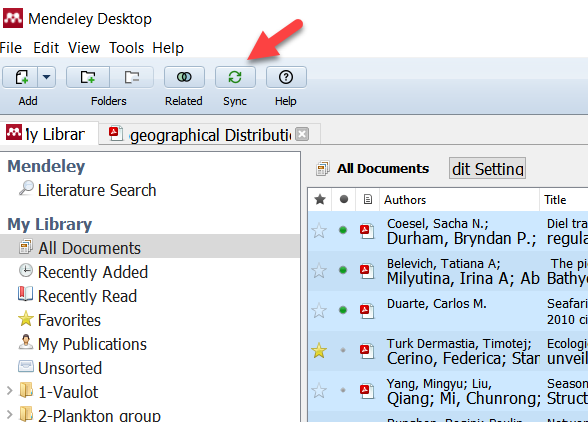 Mendeley Desktop
File Edit View Tools Help
Add Folders Related Sync Help
My Librar
geographical Distributi
Mendeley
Literature Search
My Library
All Documents
Recently Added
Recently Read
Favorites
My Publications
Unsorted
1-Vaulot
2-Plankton group
All Documents dit Setting
Authors Title
Coesel, Sacha N.; Diel tra
Durham, Bryndan P.; regula
Belevich, Tatiana A; The pi
Milyutina, Irina A; Ab Bathy
Duarte, Carlos M. Seafari
2010 ci
Turk Dermastia, Timotej; Ecologi
Cerino, Federica; Star unveil
Yang, Mingyu; Liu, Season
Qiang; Mi, Chunrong; Struct